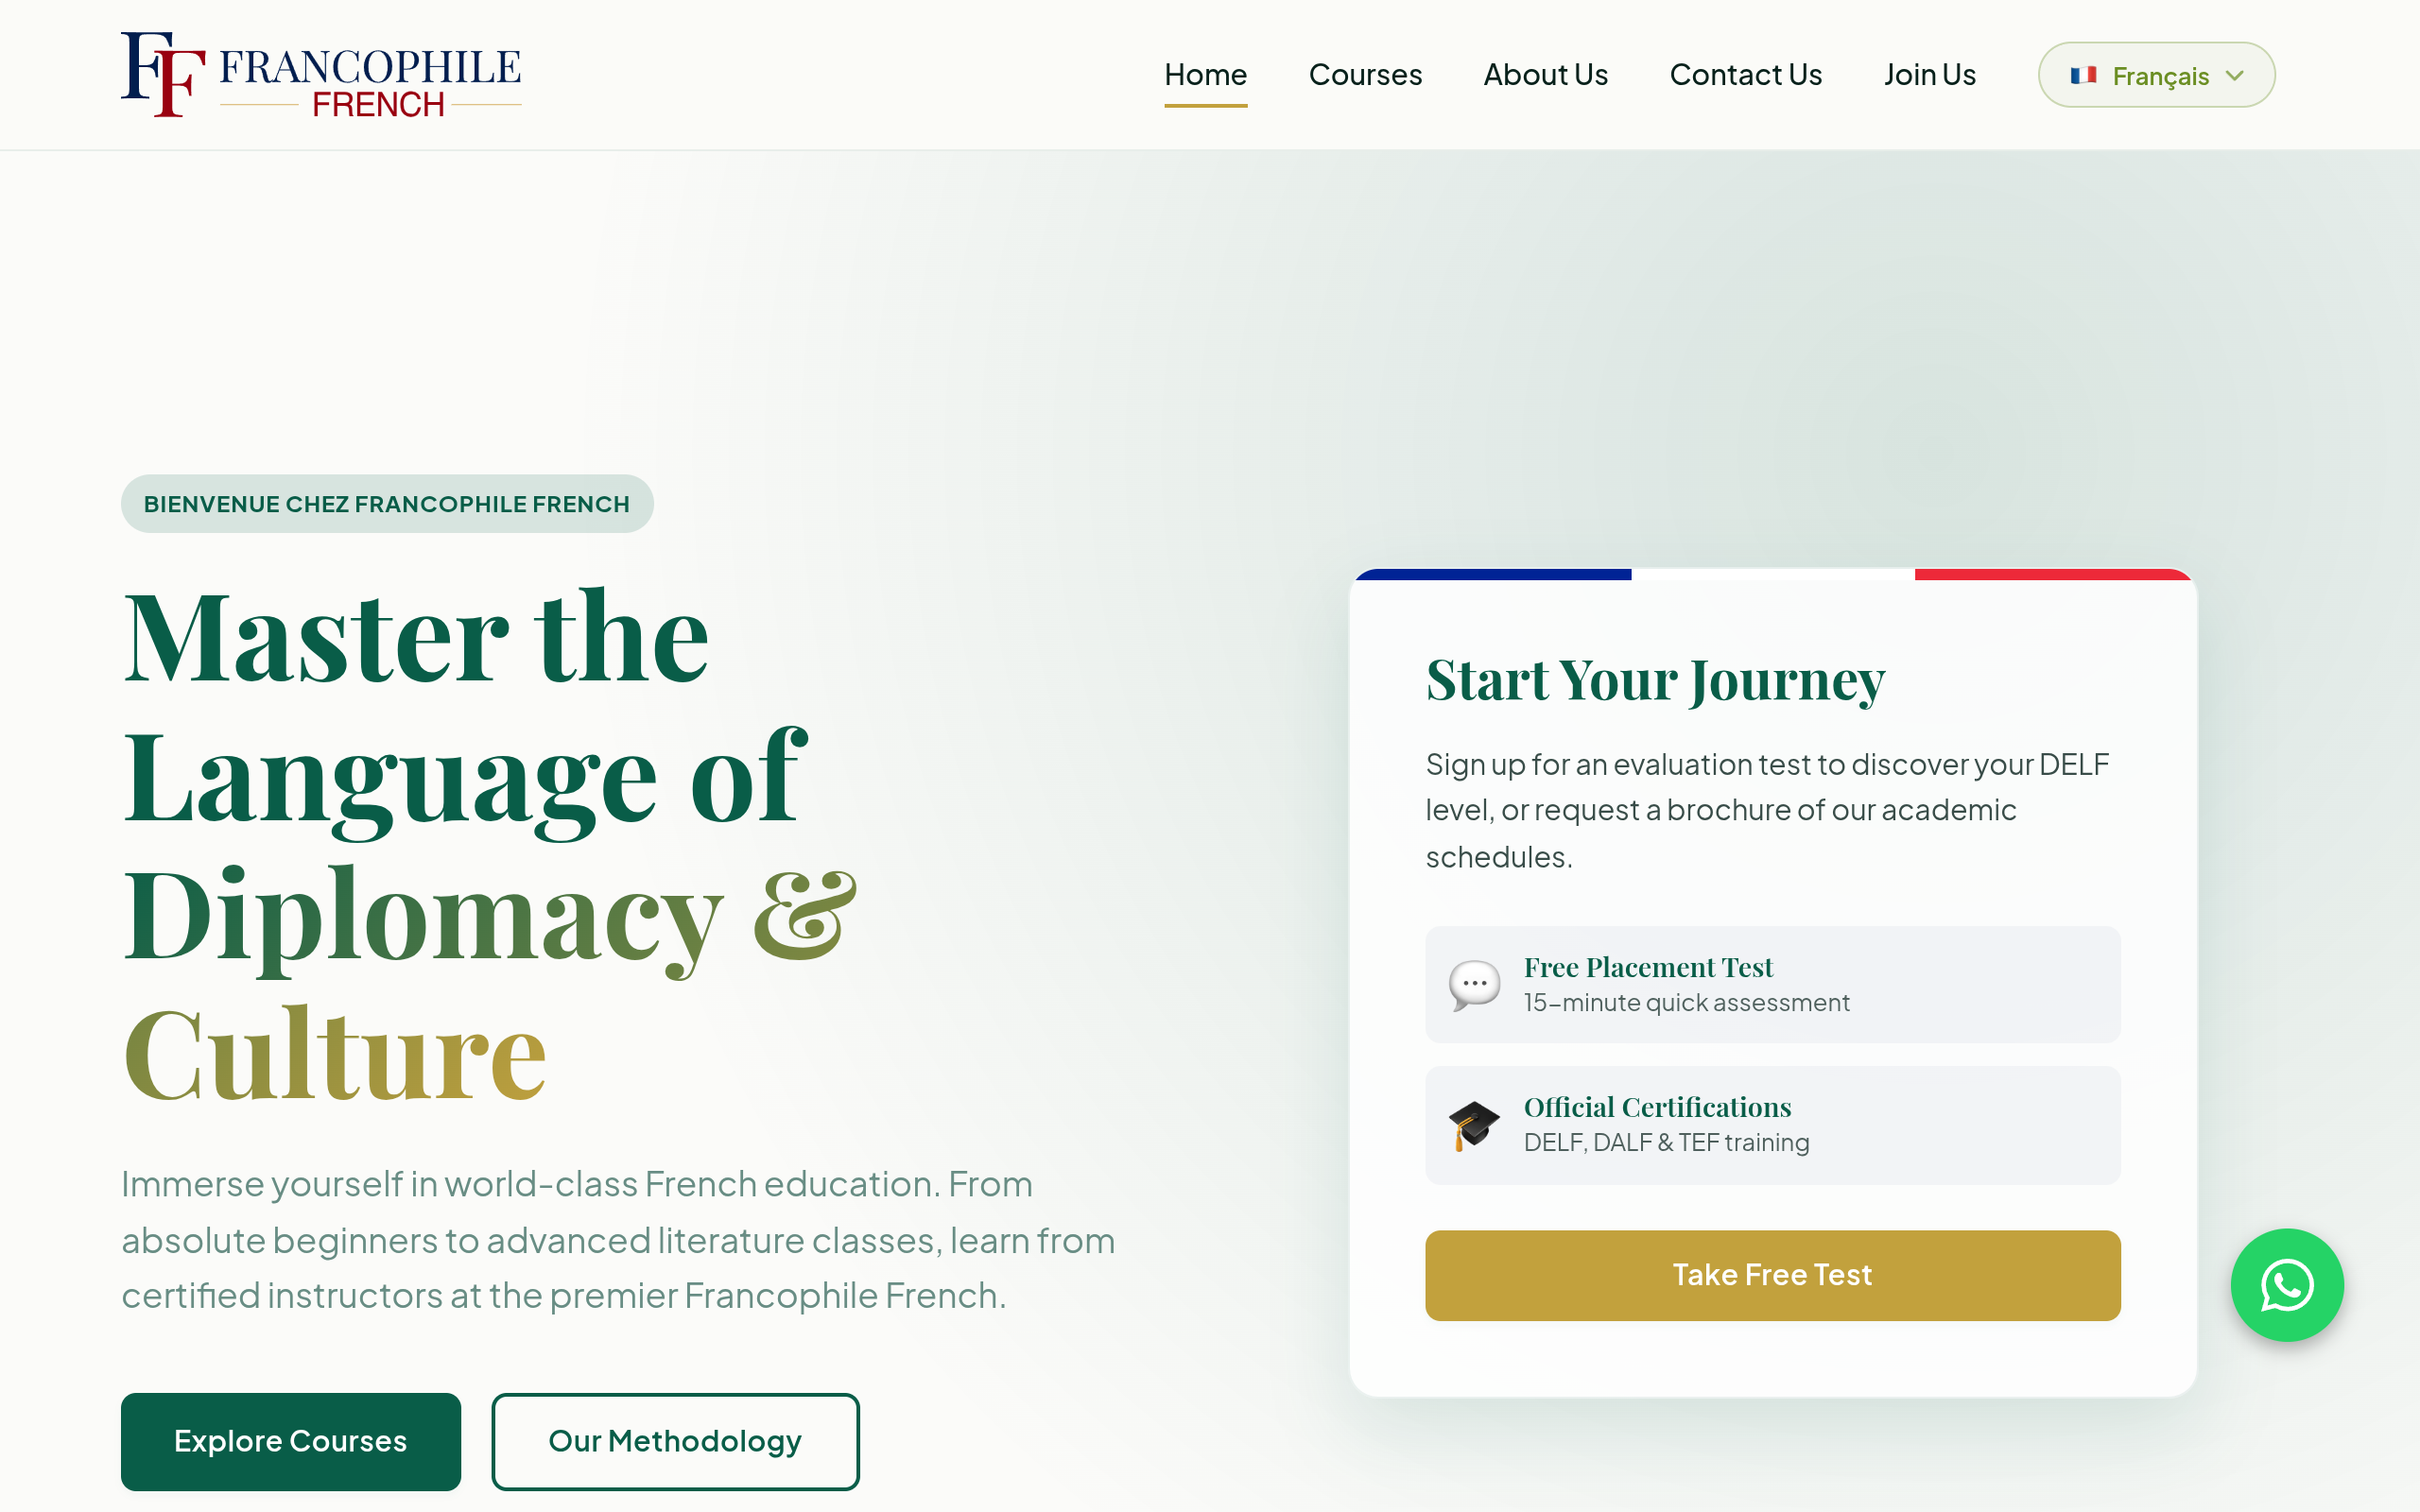 FF FRANCOPHILE
FRENCH
Home Courses About Us Contact Us Join Us Français
BIENVENUE CHEZ FRANCOPHILE FRENCH
Master the
Language of
Diplomacy &
Culture
Immerse yourself in world-class French education. From
absolute beginners to advanced literature classes, learn from
certified instructors at the premier Francophile French.
Explore Courses Our Methodology
Start Your Journey
Sign up for an evaluation test to discover your DELF
level, or request a brochure of our academic
schedules.
Free Placement Test
15-minute quick assessment
Official Certifications
DELF, DALF & TEF training
Take Free Test